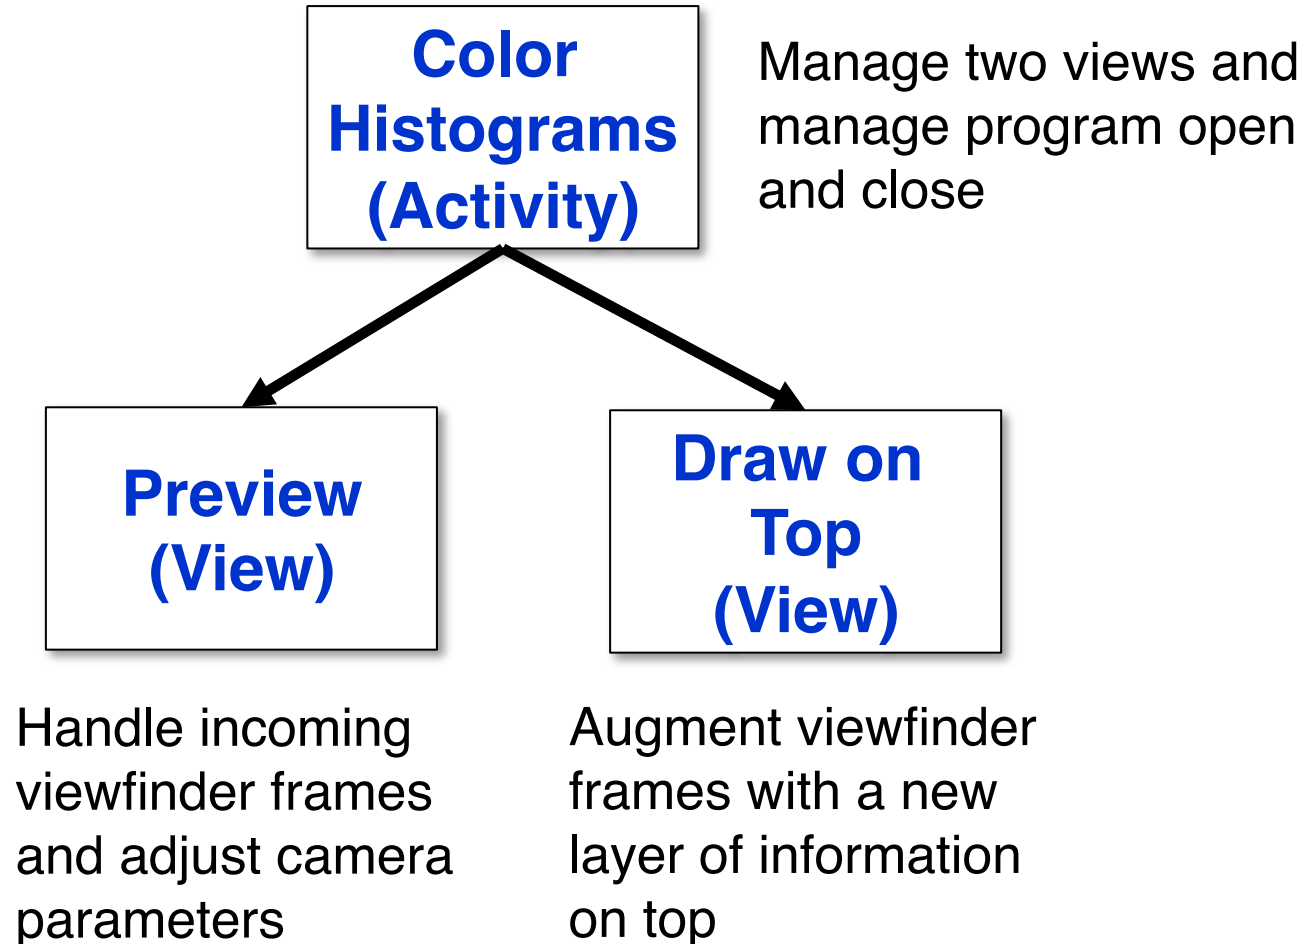 Color
Histograms
(Activity)
Manage two views and
manage program open
and close
Preview
(View)
Draw on
Top
(View)
Handle incoming
viewfinder frames
and adjust camera
parameters
Augment viewfinder
frames with a new
layer of information
on top